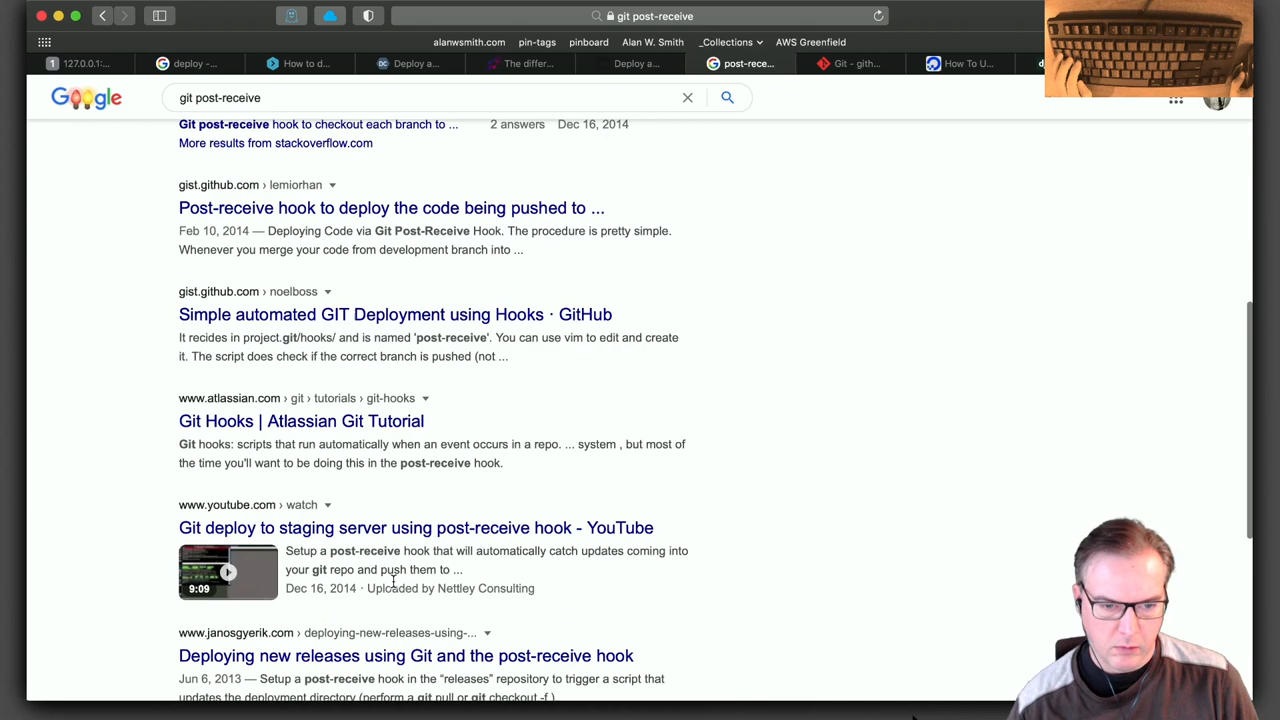 git post-receive
alanwsmith.com pin-tags pinboard Alan W. Smith _Collections AWS Greenfield
1 127.0.0.1:... deploy -... How to d... Deploy a... The differ... Deploy a... post-rece... Git - gith... How To U...
Google git post-receive
Git post-receive hook to checkout each branch to ... 2 answers Dec 16, 2014
More results from stackoverflow.com
gist.github.com › lemiorhan
Post-receive hook to deploy the code being pushed to ...
Feb 10, 2014 — Deploying Code via Git Post-Receive Hook. The procedure is pretty simple.
Whenever you merge your code from development branch into ...
gist.github.com › noelboss
Simple automated GIT Deployment using Hooks · GitHub
It recides in project.git/hooks/ and is named 'post-receive'. You can use vim to edit and create
it. The script does check if the correct branch is pushed (not ...
www.atlassian.com › git › tutorials › git-hooks
Git Hooks | Atlassian Git Tutorial
Git hooks: scripts that run automatically when an event occurs in a repo. ... system , but most of
the time you'll want to be doing this in the post-receive hook.
www.youtube.com › watch
Git deploy to staging server using post-receive hook - YouTube
Setup a post-receive hook that will automatically catch updates coming into
your git repo and push them to ...
9:09
Dec 16, 2014 · Uploaded by Nettley Consulting
www.janosgyerik.com › deploying-new-releases-using-...
Deploying new releases using Git and the post-receive hook
Jun 6, 2013 — Setup a post-receive hook in the "releases" repository to trigger a script that
updates the deployment directory (perform a git pull or git checkout -f )